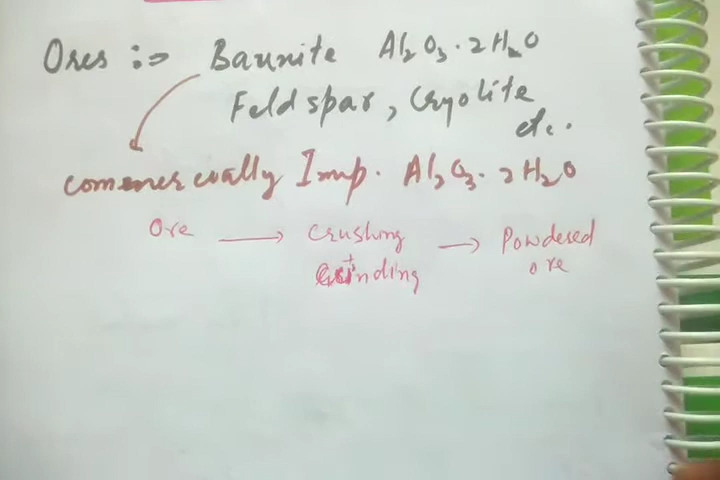 Ores :- Bauxite Al2O3·2H2O
Feldspar, Cryolite
etc.
commercially Imp. Al2O3·2H2O
Ore → Crushing → Powdered
+ ore
Grinding